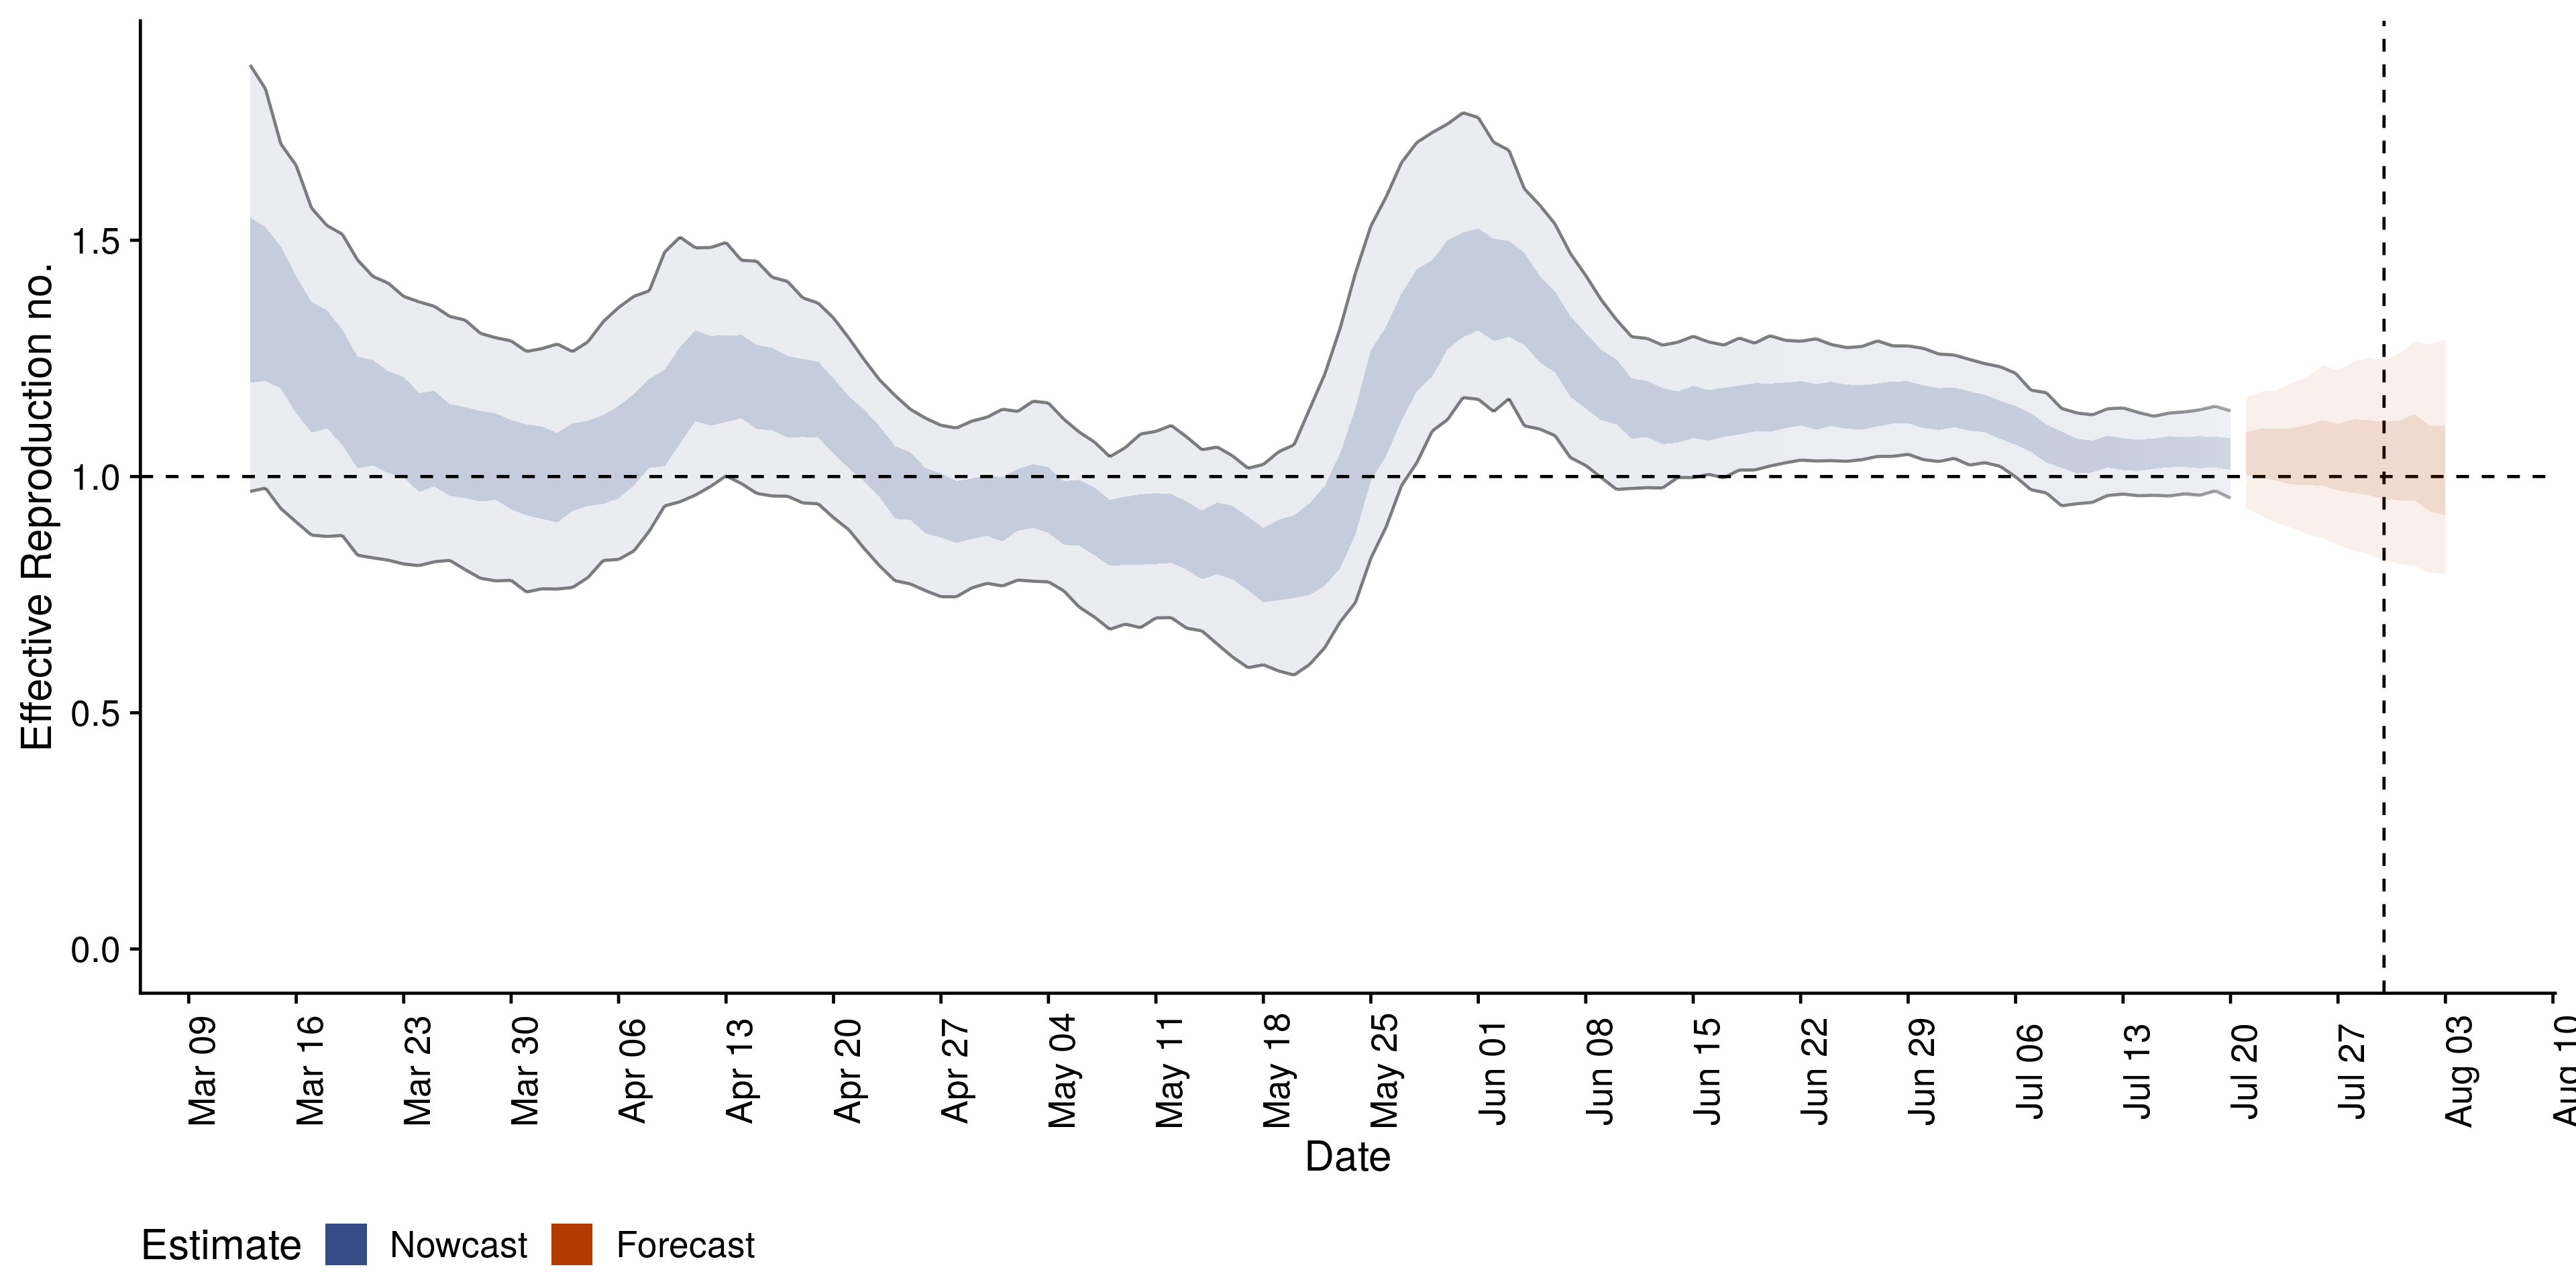 Effective Reproduction no.
1.5
1.0
0.5
0.0
Mar 09
Mar 16
Mar 23
Mar 30
Apr 06
Apr 13
Apr 20
Apr 27
May 04
May 11
May 18
May 25
Jun 01
Jun 08
Jun 15
Jun 22
Jun 29
Jul 06
Jul 13
Jul 20
Jul 27
Aug 03
Aug 10
Date
Estimate Nowcast Forecast